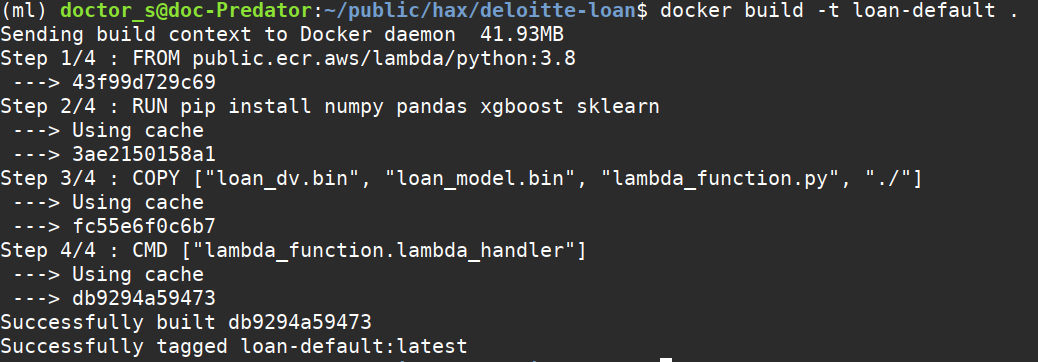 (ml) doctor_s@doc-Predator:~/public/hax/deloitte-loan$ docker build -t loan-default .
Sending build context to Docker daemon  41.93MB
Step 1/4 : FROM public.ecr.aws/lambda/python:3.8
 ---> 43f99d729c69
Step 2/4 : RUN pip install numpy pandas xgboost sklearn
 ---> Using cache
 ---> 3ae2150158a1
Step 3/4 : COPY ["loan_dv.bin", "loan_model.bin", "lambda_function.py", "./"]
 ---> Using cache
 ---> fc55e6f0c6b7
Step 4/4 : CMD ["lambda_function.lambda_handler"]
 ---> Using cache
 ---> db9294a59473
Successfully built db9294a59473
Successfully tagged loan-default:latest